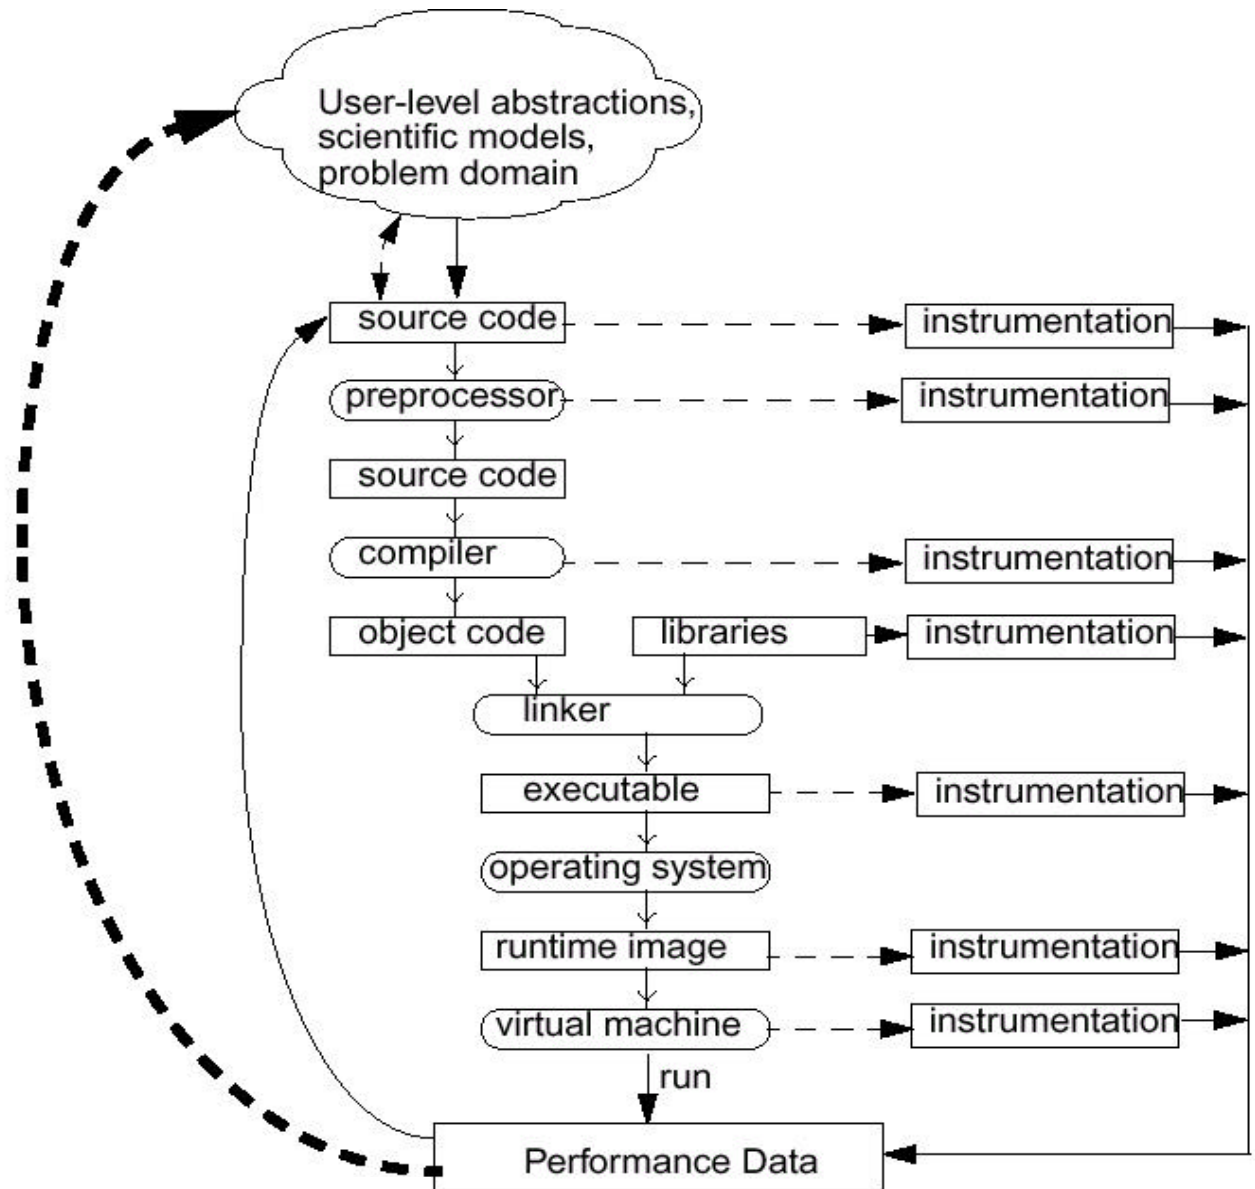 User-level abstractions,
scientific models,
problem domain
source code
instrumentation
preprocessor
instrumentation
source code
compiler
instrumentation
object code
libraries
instrumentation
linker
executable
instrumentation
operating system
runtime image
instrumentation
virtual machine
instrumentation
run
Performance Data